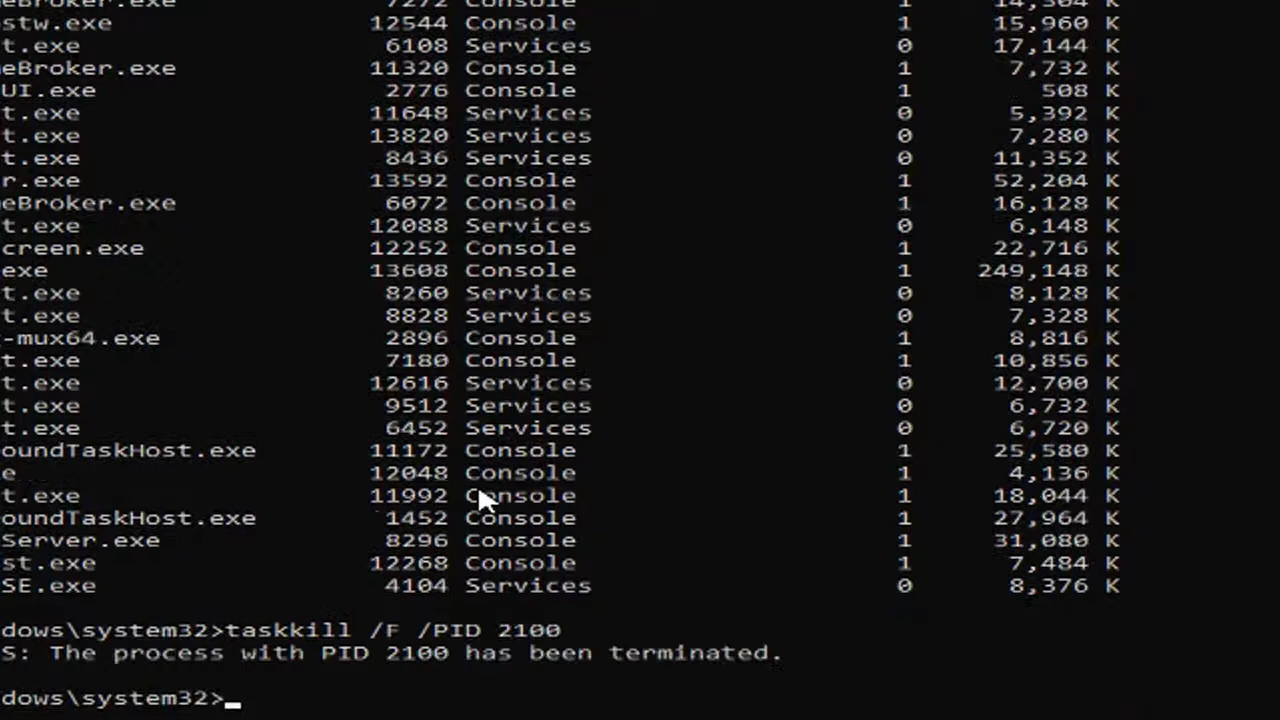 eBroker.exe 7272 Console 1 14,304 K
stw.exe 12544 Console 1 15,960 K
t.exe 6108 Services 0 17,144 K
eBroker.exe 11320 Console 1 7,732 K
UI.exe 2776 Console 1 508 K
t.exe 11648 Services 0 5,392 K
t.exe 13820 Services 0 7,280 K
t.exe 8436 Services 0 11,352 K
r.exe 13592 Console 1 52,204 K
eBroker.exe 6072 Console 1 16,128 K
t.exe 12088 Services 0 6,148 K
creen.exe 12252 Console 1 22,716 K
exe 13608 Console 1 249,148 K
t.exe 8260 Services 0 8,128 K
t.exe 8828 Services 0 7,328 K
-mux64.exe 2896 Console 1 8,816 K
t.exe 7180 Console 1 10,856 K
t.exe 12616 Services 0 12,700 K
t.exe 9512 Services 0 6,732 K
t.exe 6452 Services 0 6,720 K
oundTaskHost.exe 11172 Console 1 25,580 K
e 12048 Console 1 4,136 K
t.exe 11992 Console 1 18,044 K
oundTaskHost.exe 1452 Console 1 27,964 K
Server.exe 8296 Console 1 31,080 K
st.exe 12268 Console 1 7,484 K
SE.exe 4104 Services 0 8,376 K
dows\system32>taskkill /F /PID 2100
S: The process with PID 2100 has been terminated.
dows\system32>